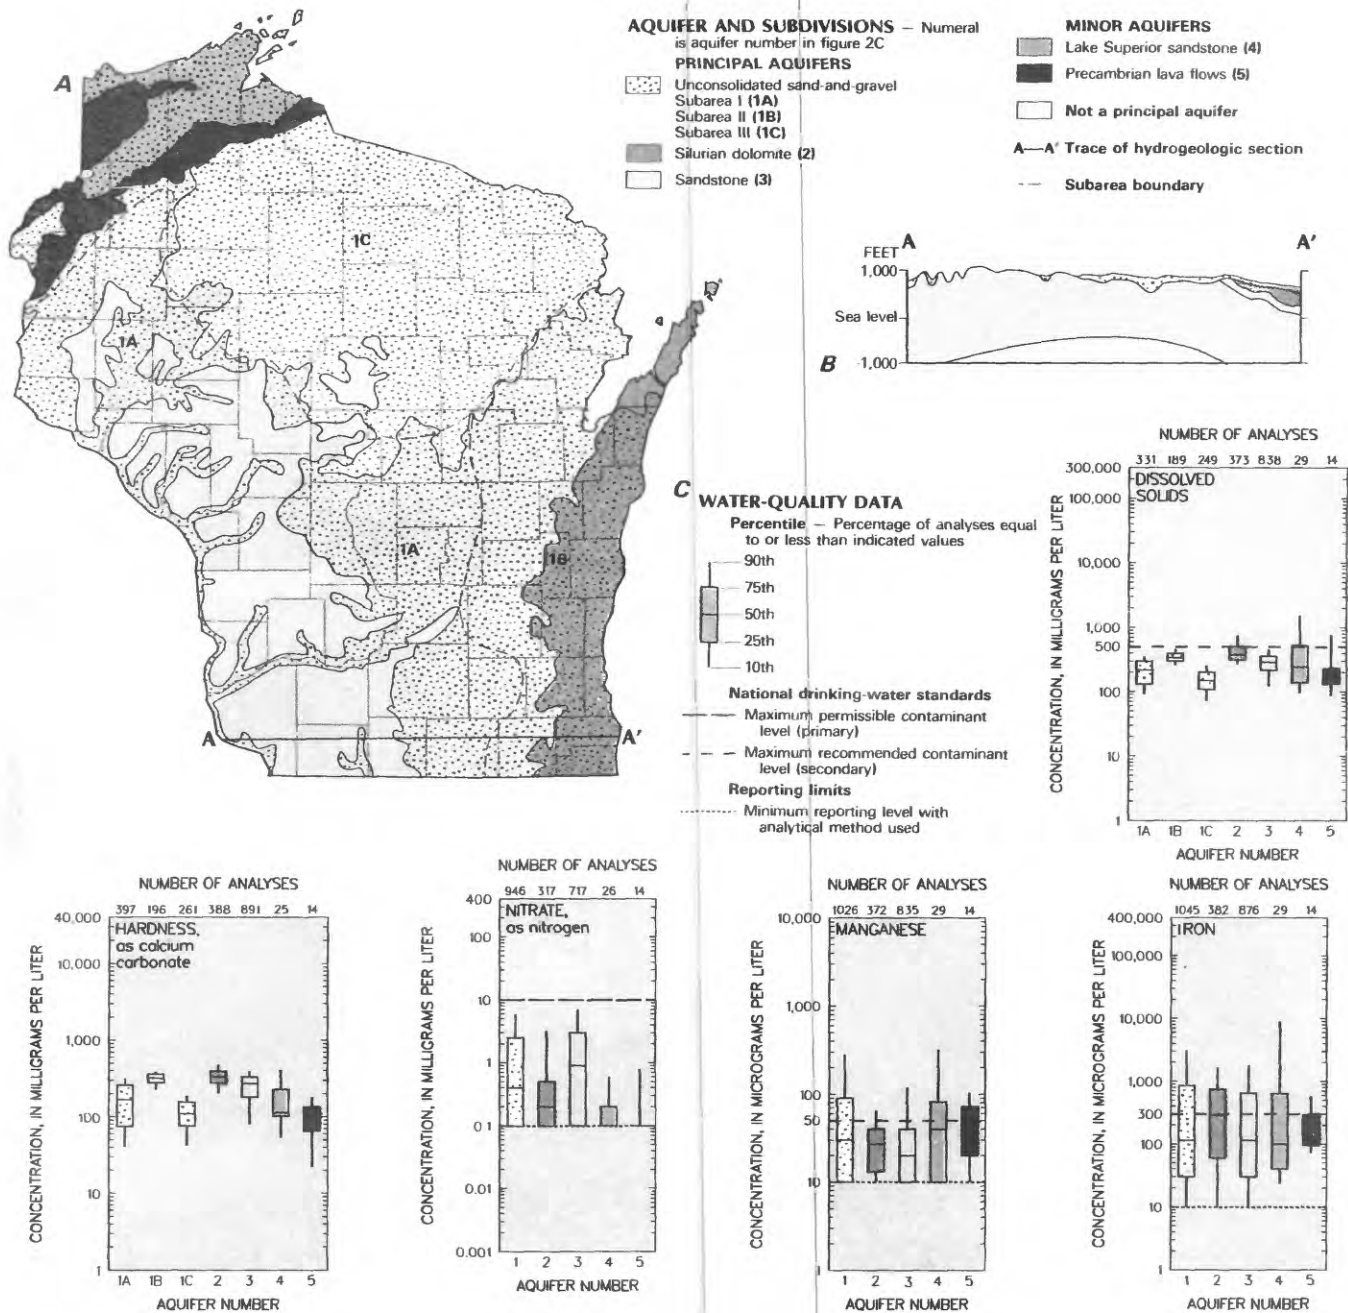 A
AQUIFER AND SUBDIVISIONS — Numeral
is aquifer number in figure 2C
PRINCIPAL AQUIFERS
Unconsolidated sand-and-gravel
Subarea I (1A)
Subarea II (1B)
Subarea III (1C)
Silurian dolomite (2)
Sandstone (3)
MINOR AQUIFERS
Lake Superior sandstone (4)
Precambrian lava flows (5)
Not a principal aquifer
A—A' Trace of hydrogeologic section
Subarea boundary
1C
1A
1A
1B
A
A'
A
A'
FEET
1,000
Sea level
-1,000
B
C
WATER-QUALITY DATA
Percentile — Percentage of analyses equal
to or less than indicated values
90th
75th
50th
25th
10th
National drinking-water standards
Maximum permissible contaminant
level (primary)
Maximum recommended contaminant
level (secondary)
Reporting limits
Minimum reporting level with
analytical method used
NUMBER OF ANALYSES
331 189 249 373 838 29 14
DISSOLVED
SOLIDS
CONCENTRATION, IN MILLIGRAMS PER LITER
300,000
100,000
10,000
1,000
500
100
10
1
1A 1B 1C 2 3 4 5
AQUIFER NUMBER
NUMBER OF ANALYSES
397 196 261 388 891 25 14
HARDNESS,
as calcium
carbonate
CONCENTRATION, IN MILLIGRAMS PER LITER
40,000
10,000
1,000
100
10
1
1A 1B 1C 2 3 4 5
AQUIFER NUMBER
NUMBER OF ANALYSES
946 317 717 26 14
NITRATE,
as nitrogen
CONCENTRATION, IN MILLIGRAMS PER LITER
400
100
10
1
0.1
0.01
0.001
1 2 3 4 5
AQUIFER NUMBER
NUMBER OF ANALYSES
1026 372 835 29 14
MANGANESE
CONCENTRATION, IN MICROGRAMS PER LITER
10,000
1,000
100
50
10
1
1 2 3 4 5
AQUIFER NUMBER
NUMBER OF ANALYSES
1045 382 876 29 14
IRON
CONCENTRATION, IN MICROGRAMS PER LITER
400,000
100,000
10,000
1,000
300
100
10
1
1 2 3 4 5
AQUIFER NUMBER